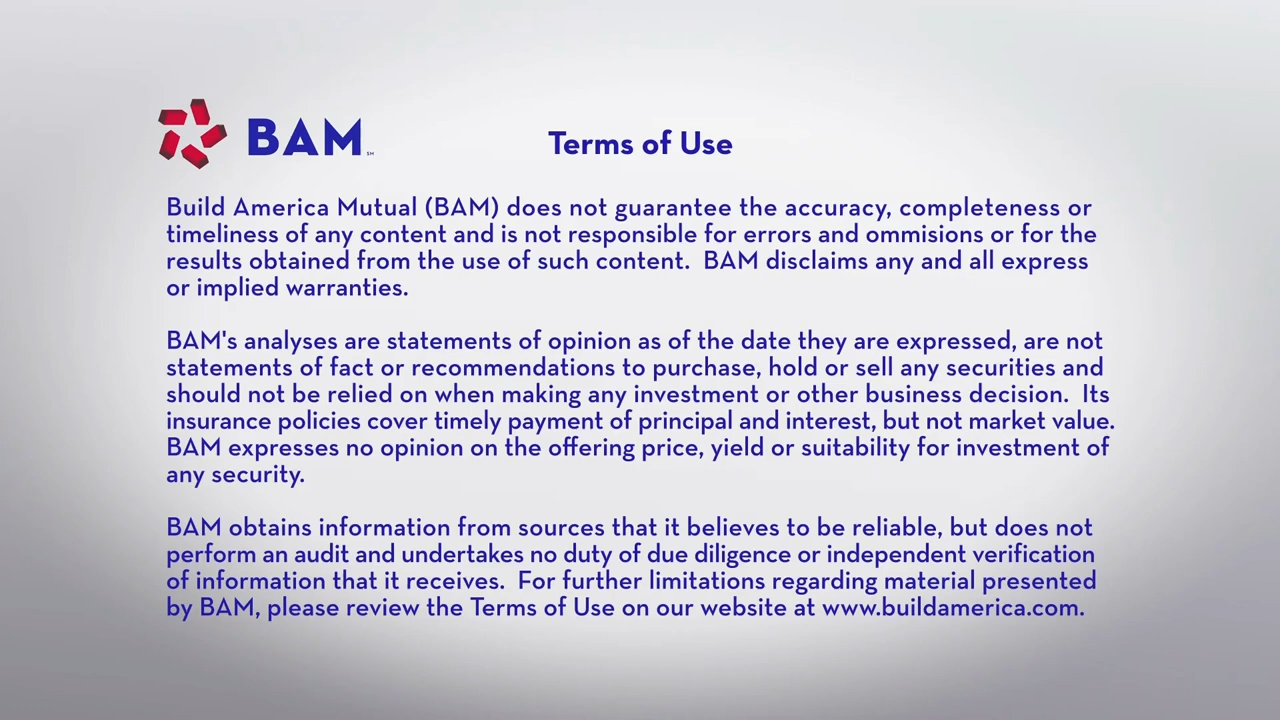 BAM SM
Terms of Use
Build America Mutual (BAM) does not guarantee the accuracy, completeness or
timeliness of any content and is not responsible for errors and ommisions or for the
results obtained from the use of such content.  BAM disclaims any and all express
or implied warranties.
BAM's analyses are statements of opinion as of the date they are expressed, are not
statements of fact or recommendations to purchase, hold or sell any securities and
should not be relied on when making any investment or other business decision.  Its
insurance policies cover timely payment of principal and interest, but not market value.
BAM expresses no opinion on the offering price, yield or suitability for investment of
any security.
BAM obtains information from sources that it believes to be reliable, but does not
perform an audit and undertakes no duty of due diligence or independent verification
of information that it receives.  For further limitations regarding material presented
by BAM, please review the Terms of Use on our website at www.buildamerica.com.